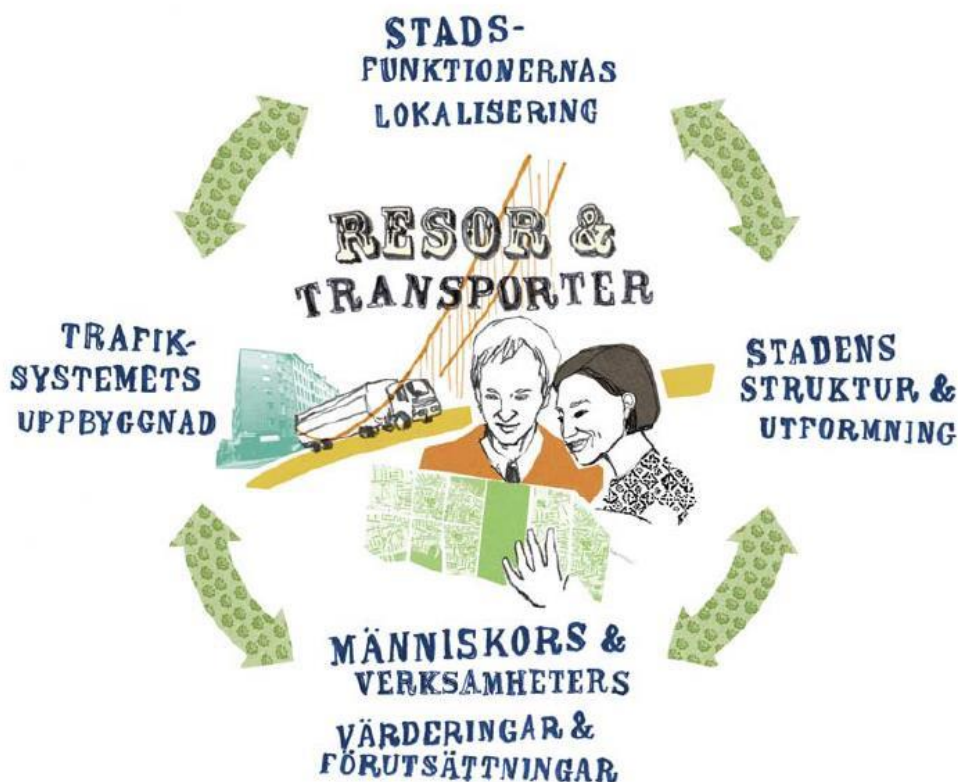 STADS-
FUNKTIONERNAS
LOKALISERING
RESOR &
TRANSPORTER
TRAFIK-
SYSTEMETS
UPPBYGGNAD
STADENS
STRUKTUR &
UTFORMNING
MÄNNISKORS &
VERKSAMHETERS
VÄRDERINGAR &
FÖRUTSÄTTNINGAR